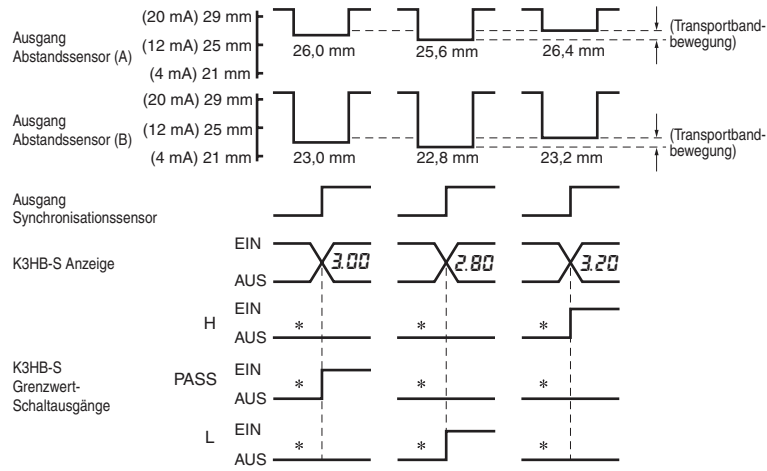 Ausgang
Abstandssensor (A)
(20 mA) 29 mm
(12 mA) 25 mm
(4 mA) 21 mm
26,0 mm
25,6 mm
26,4 mm
(Transportband-
bewegung)
Ausgang
Abstandssensor (B)
(20 mA) 29 mm
(12 mA) 25 mm
(4 mA) 21 mm
23,0 mm
22,8 mm
23,2 mm
(Transportband-
bewegung)
Ausgang
Synchronisationssensor
K3HB-S Anzeige
EIN
AUS
3.00
2.80
3.20
K3HB-S
Grenzwert-
Schaltausgänge
H
EIN
AUS
* * *
PASS
EIN
AUS
* * *
L
EIN
AUS
* * *